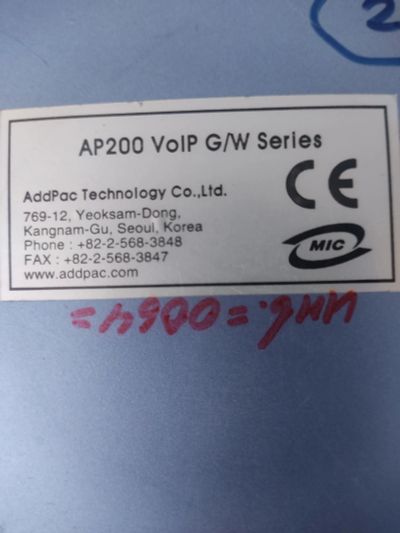 2
AP200 VoIP G/W Series
AddPac Technology Co.,Ltd.
769-12, Yeoksam-Dong,
Kangnam-Gu, Seoul, Korea
Phone : +82-2-568-3848
FAX : +82-2-568-3847
www.addpac.com
CE
MIC